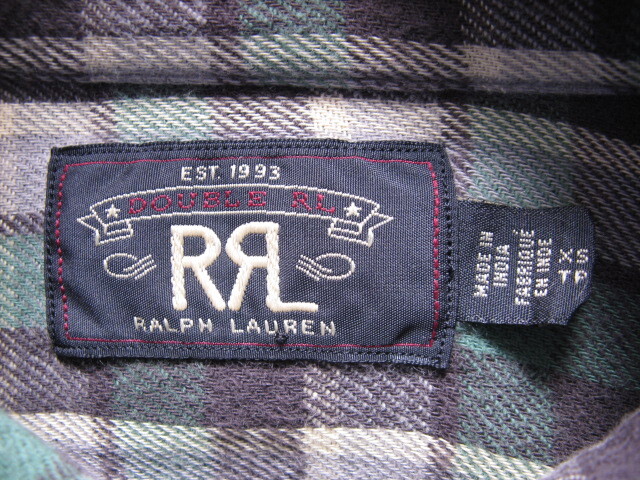 EST. 1993
DOUBLE RL
RRL
RALPH LAUREN
MADE IN
INDIA
FABRIQUÉ
EN INDE
XS
TP